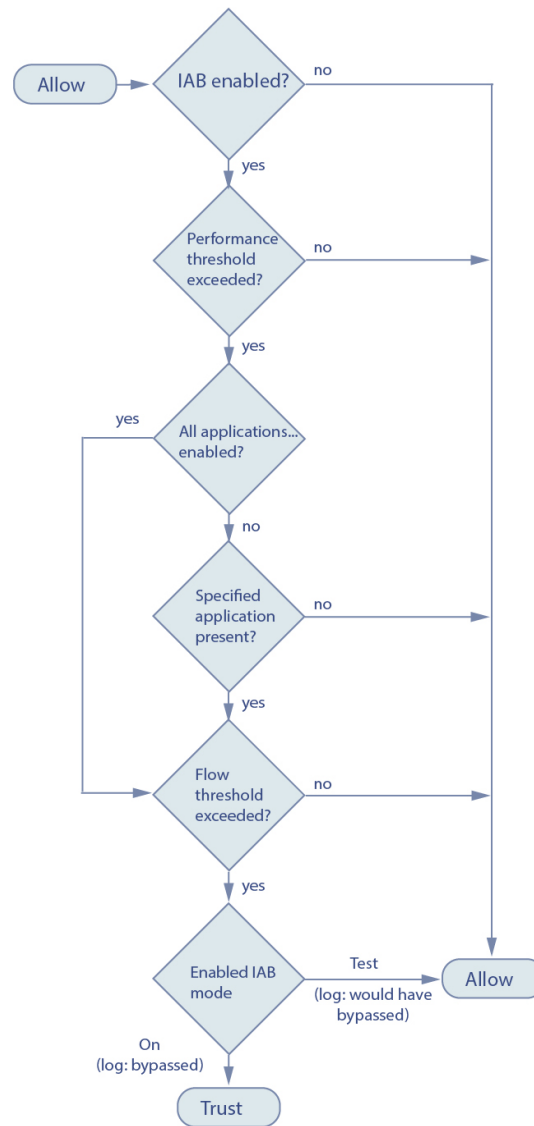 Allow
IAB enabled?
no
yes
Performance
threshold
exceeded?
no
yes
yes
All applications...
enabled?
no
Specified
application
present?
no
yes
Flow
threshold
exceeded?
no
yes
Enabled IAB
mode
Test
(log: would have
bypassed)
Allow
On
(log: bypassed)
Trust